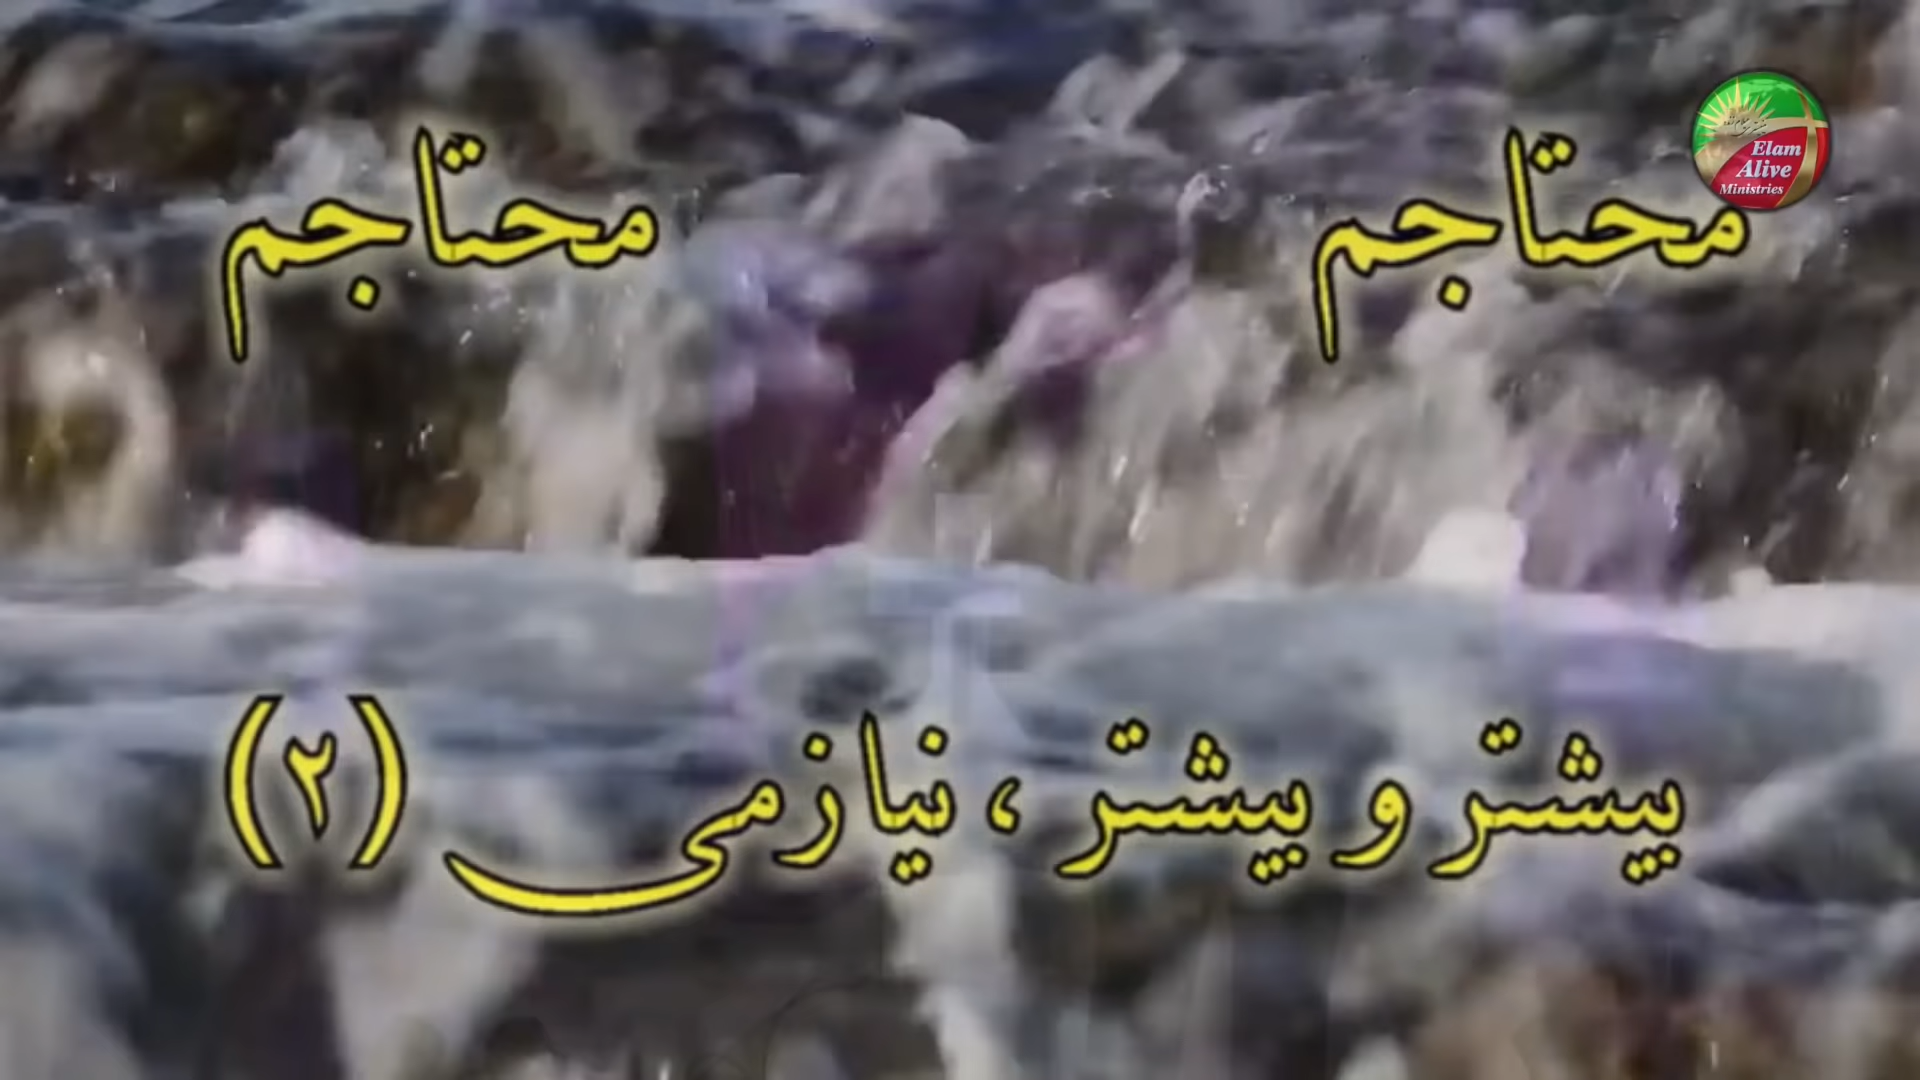 محتاجم محتاجم
بیشتر و بیشتر ، نیازمی (۲)
Elam
Alive
Ministries